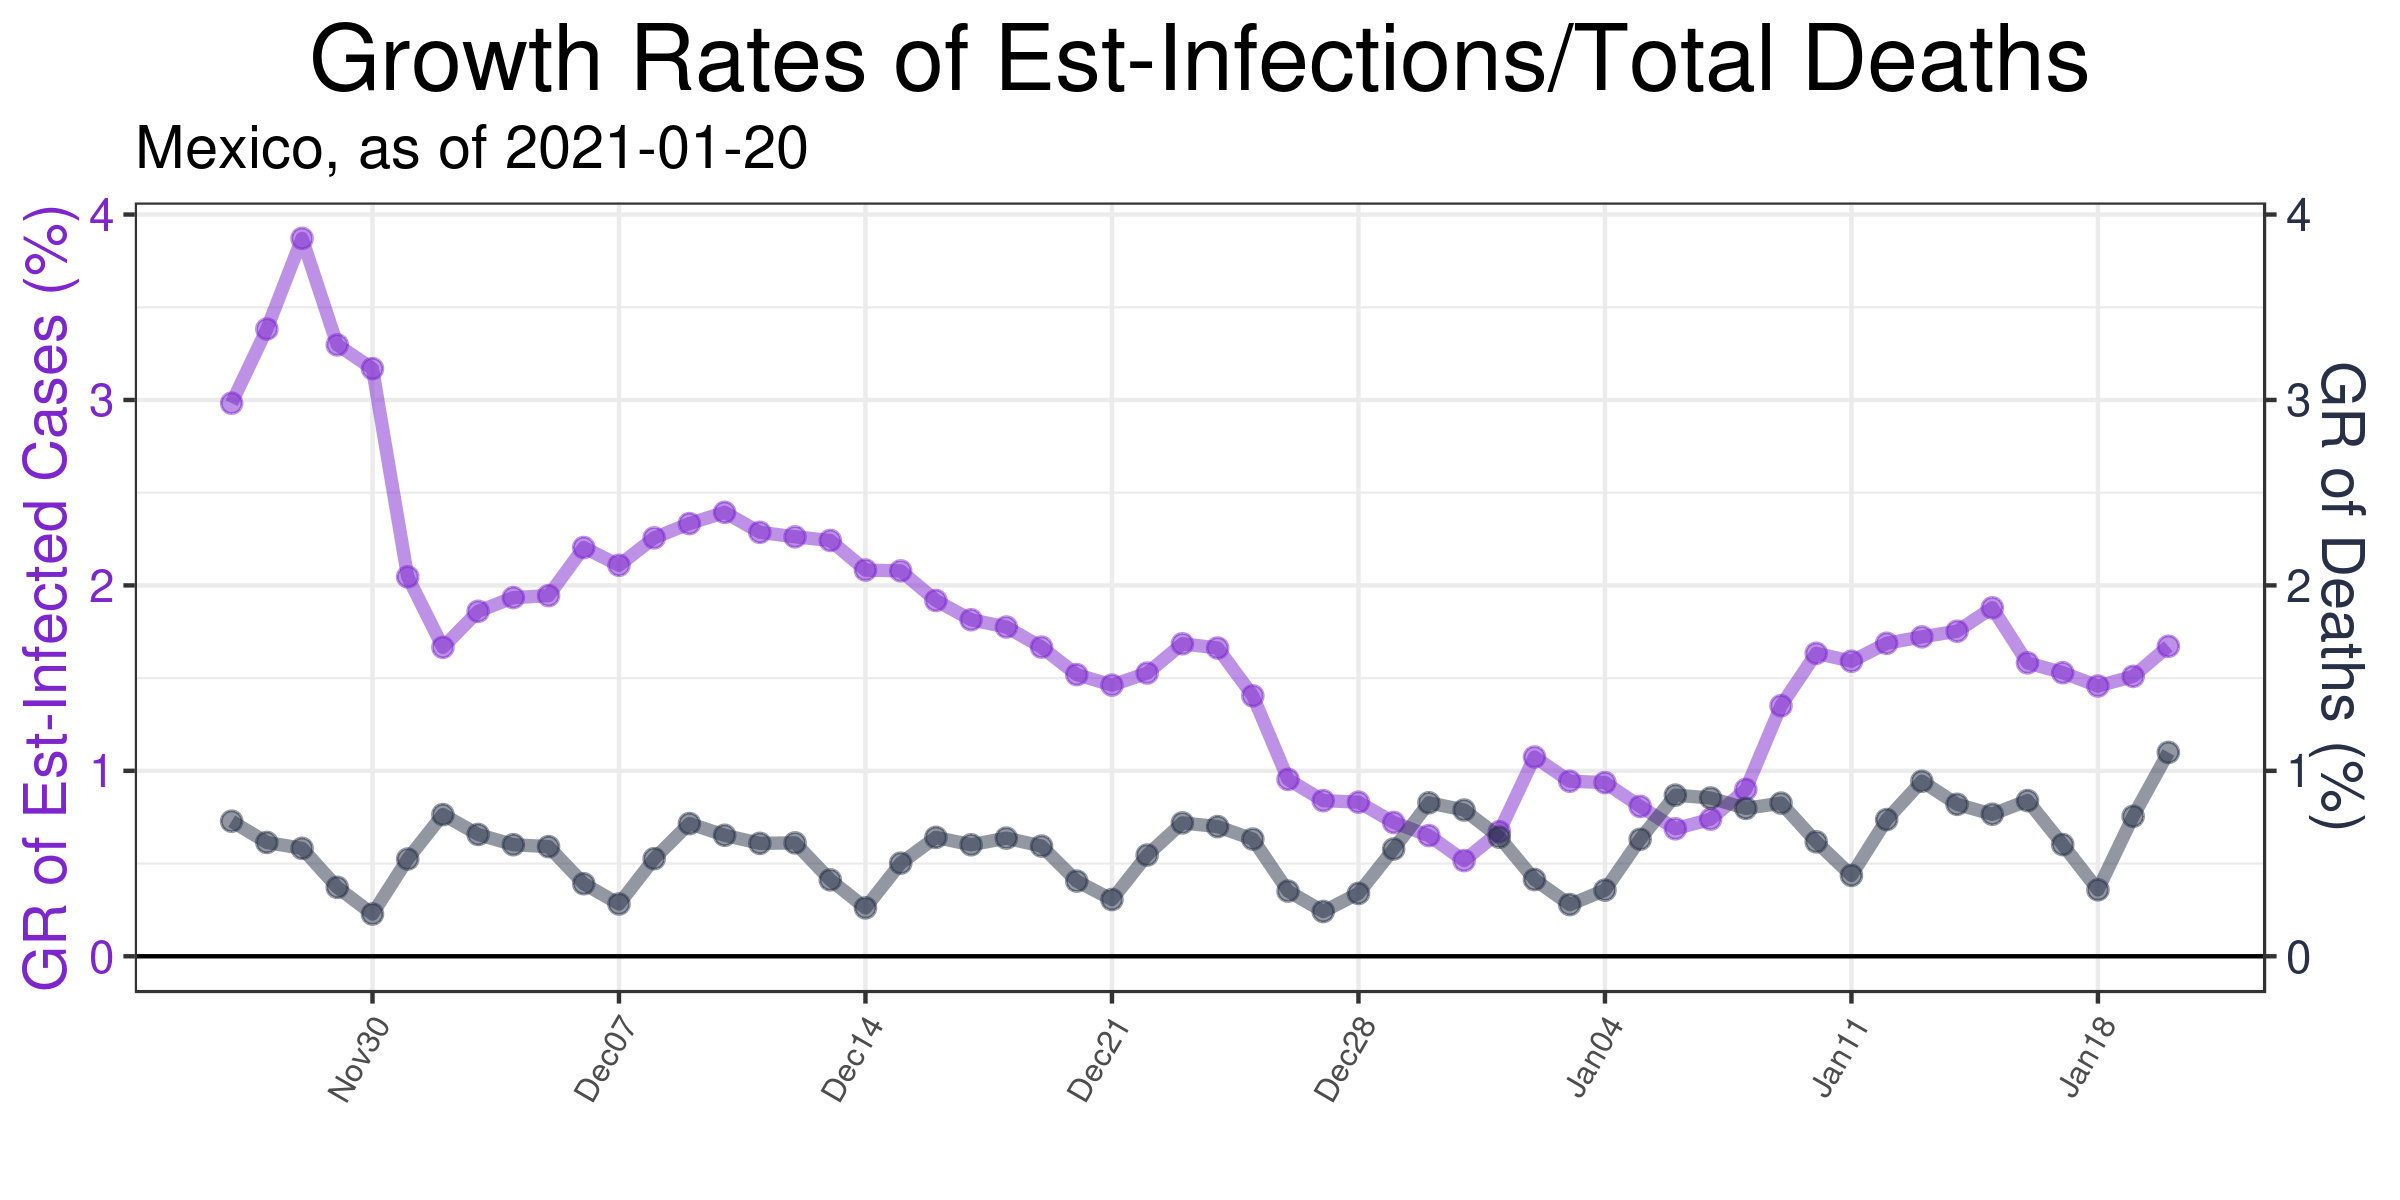 Growth Rates of Est-Infections/Total Deaths
Mexico, as of 2021-01-20
GR of Est-Infected Cases (%)
4
3
2
1
0
4
3
2
1
0
GR of Deaths (%)
Nov30
Dec07
Dec14
Dec21
Dec28
Jan04
Jan11
Jan18